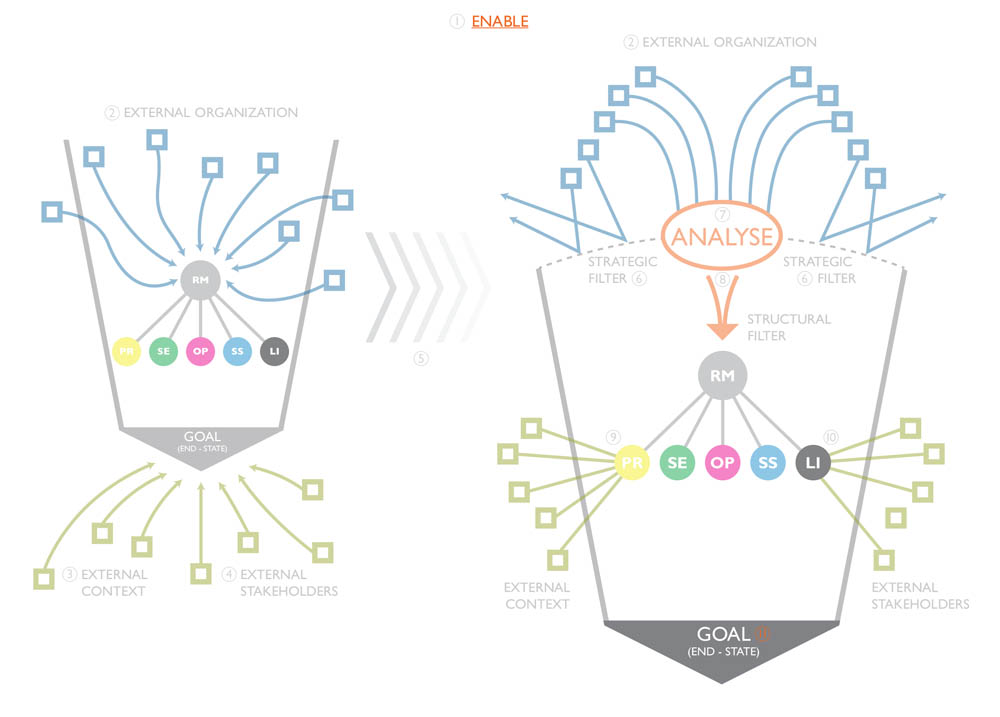 ① ENABLE
② EXTERNAL ORGANIZATION
RM
PR SE OP SS LI
GOAL
(END - STATE)
③ EXTERNAL
CONTEXT
④ EXTERNAL
STAKEHOLDERS
⑤
② EXTERNAL ORGANIZATION
⑦
ANALYSE
STRATEGIC
FILTER ⑥
STRATEGIC
⑥ FILTER
⑧
STRUCTURAL
FILTER
RM
⑨
⑩
PR SE OP SS LI
EXTERNAL
CONTEXT
EXTERNAL
STAKEHOLDERS
GOAL
(END - STATE)